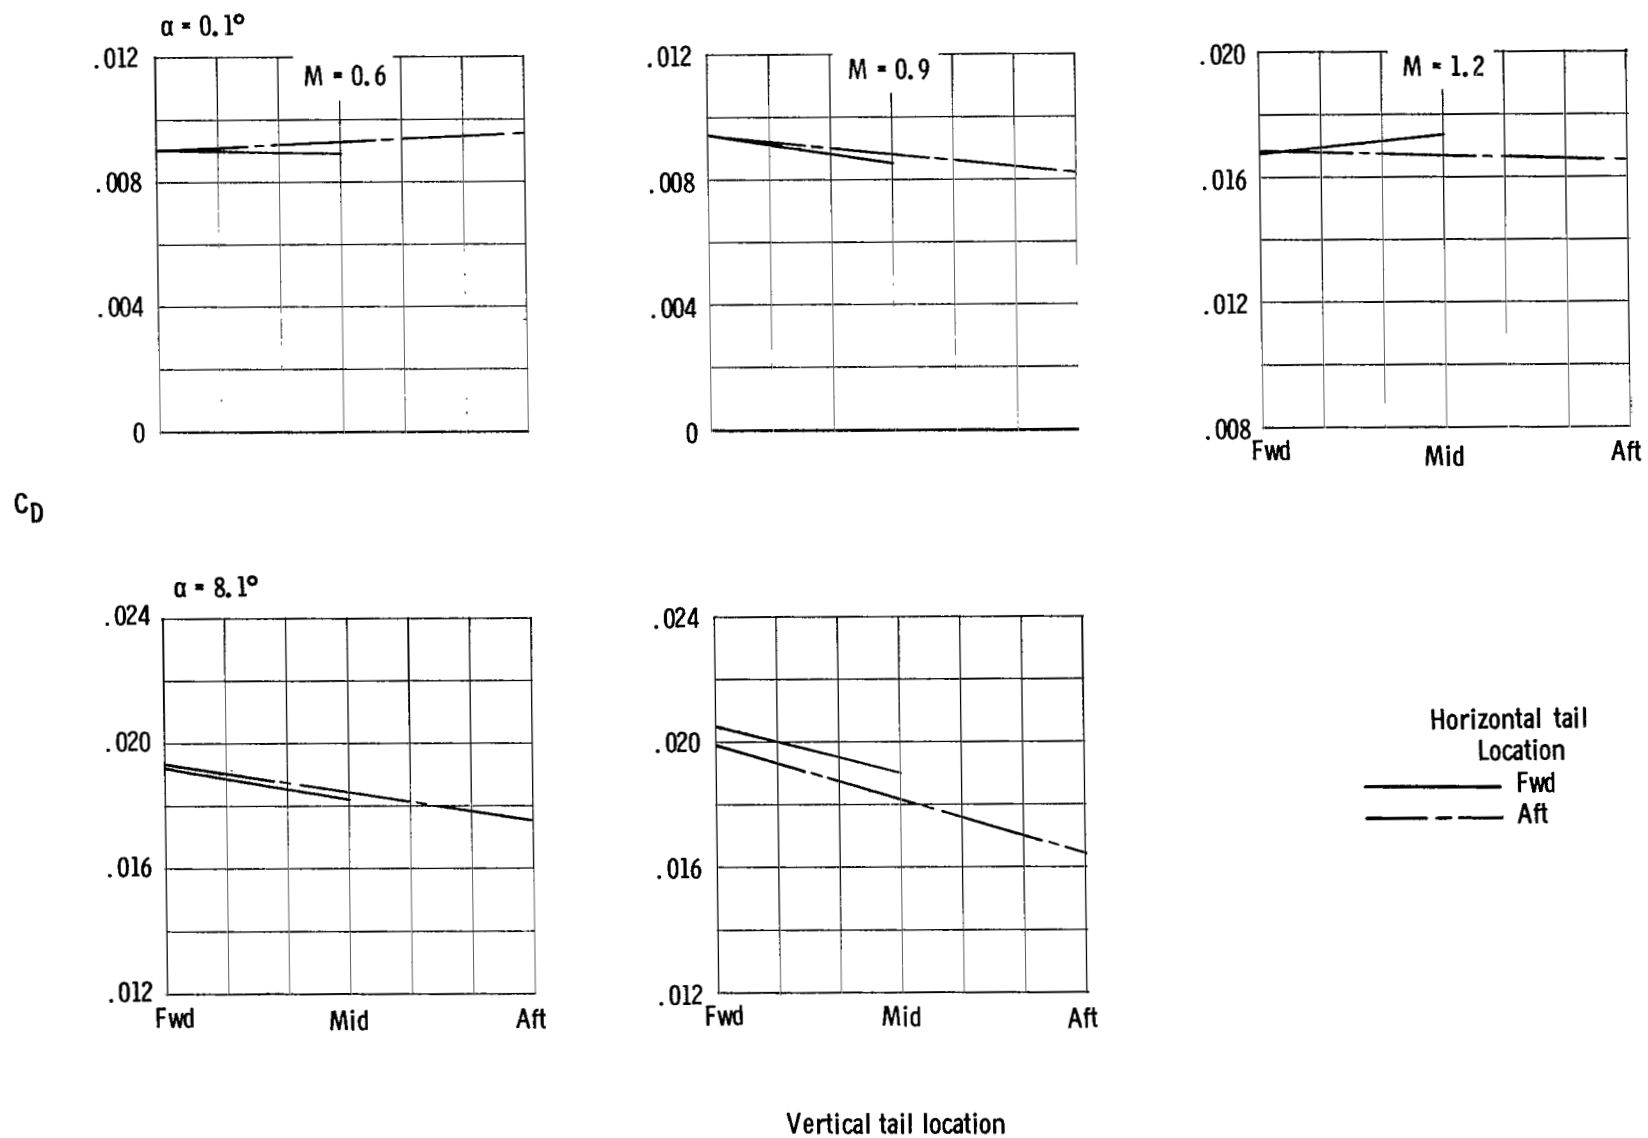 α = 0.1°
.012
.008
.004
0
M = 0.6
.012
.008
.004
0
M = 0.9
.020
.016
.012
.008
M = 1.2
Fwd Mid Aft
CD
α = 8.1°
.024
.020
.016
.012
Fwd Mid Aft
.024
.020
.016
.012
Fwd Mid Aft
Horizontal tail
Location
Fwd
Aft
Vertical tail location